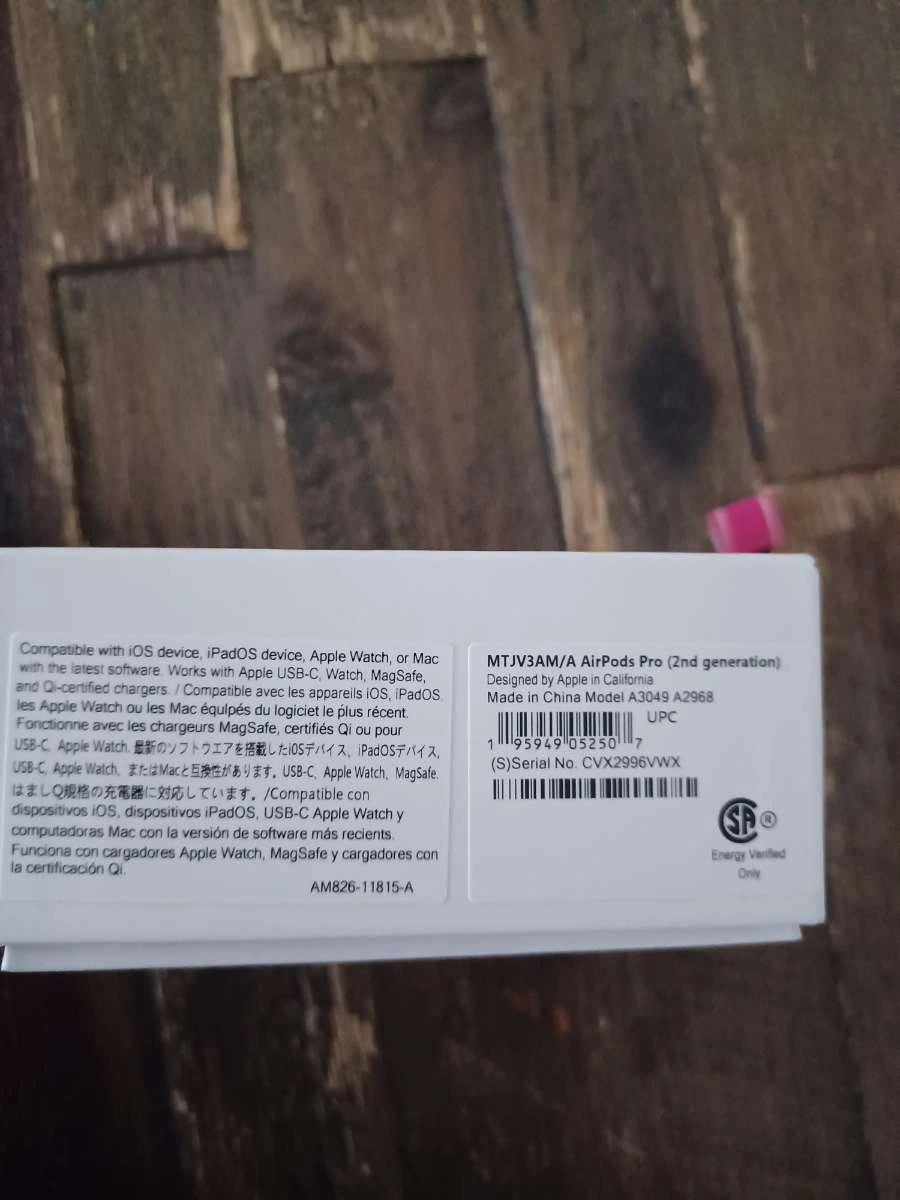 Compatible with iOS device, iPadOS device, Apple Watch, or Mac
with the latest software. Works with Apple USB-C, Watch, MagSafe,
and Qi-certified chargers. / Compatible avec les appareils iOS, iPadOS.
les Apple Watch ou les Mac équlpés du logiciet le plus récent.
Fonctionne avec les chargeurs MagSafe, certifiés Qi ou pour
USB-C, Apple Watch. 最新のソフトウエアを搭載したiOSデバイス、iPadOSデバイス,
USB-C, Apple Watch、またはMacと互換性があります。USB-C、Apple Watch、MagSafe.
はましQ規格の充電器に対応しています。/Compatible con
dispositivos iOS, dispositivos iPadOS, USB-C Apple Watch y
computadoras Mac con la versión de software más recients.
Funciona con cargadores Apple Watch, MagSafe y cargadores con
la certificación Qi.
AM826-11815-A
MTJV3AM/A AirPods Pro (2nd generation)
Designed by Apple in California
Made in China Model A3049 A2968
UPC
1 95949 05250 7
(S)Serial No. CVX2996VWX
SA ®
Energy Verified
Only